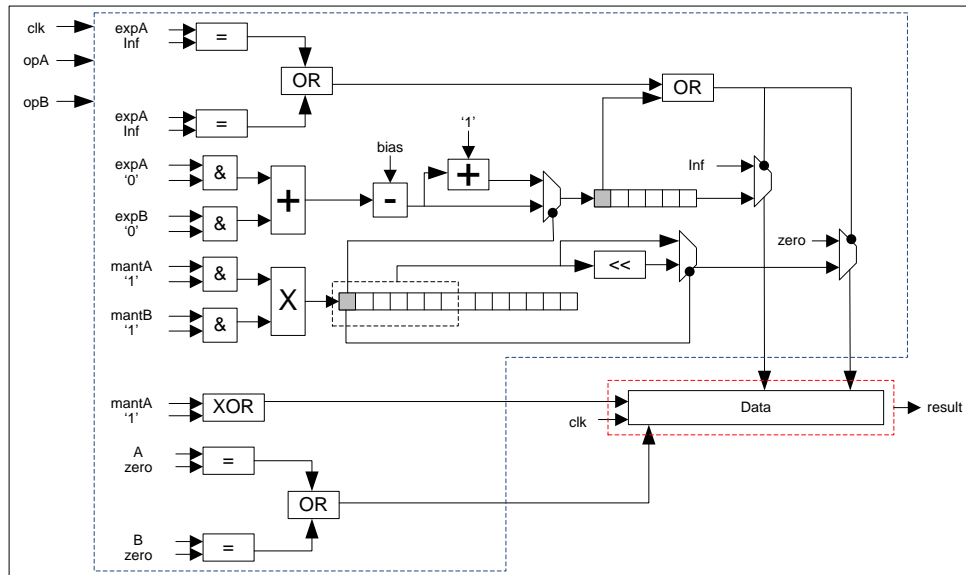 clk
opA
opB
expA
Inf
=
OR
expA
Inf
=
OR
expA
'0'
&
expB
'0'
&
+
bias
-
'1'
+
Inf
mantA
'1'
&
mantB
'1'
&
X
<<
zero
mantA
'1'
XOR
clk
Data
result
A
zero
=
OR
B
zero
=